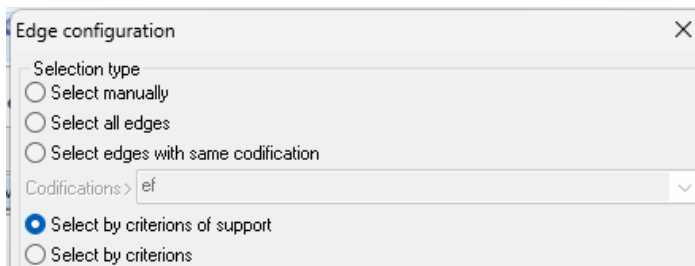 Edge configuration
Selection type
Select manually
Select all edges
Select edges with same codification
Codifications > ef
Select by criterions of support
Select by criterions